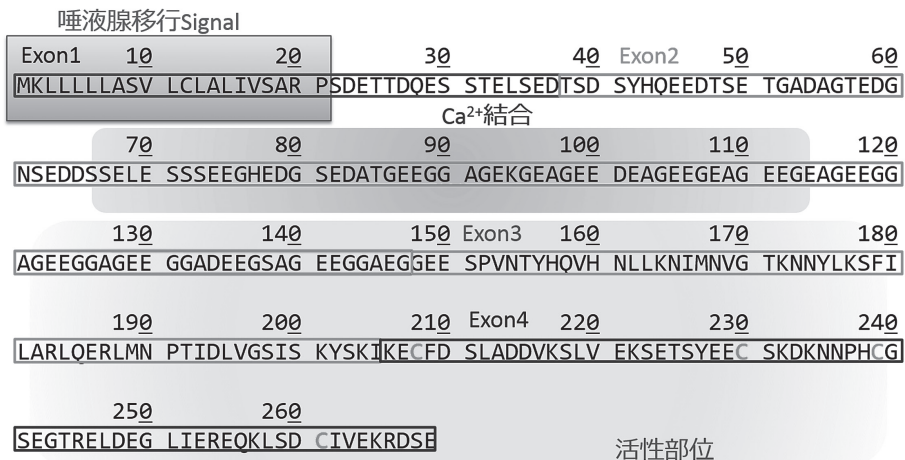 唾液腺移行Signal
Exon1 10 20 30 40 Exon2 50 60
MKLLLLLASV LCLALIVSAR PSDETTDQES STELSEDTSD SYHQEEDTSE TGADAGTEDG
Ca²⁺結合
70 80 90 100 110 120
NSEDDSSELE SSSEEGHEDG SEDATGEEGG AGEKGEAGEE DEAGEEGEAG EEGEAGEEGG
130 140 150 Exon3 160 170 180
AGEEGGAGEE GGADEEGSAG EEGGAEGGEE SPVNTYHQVH NLLKNIMNVG TKNNYLKSFI
190 200 210 Exon4 220 230 240
LARLQERLMN PTIDLVGSIS KYSKIKECFD SLADDVKSLV EKSETSYEEC SKDKNNPHCG
250 260
SEGTRELDEG LIEREQKLSD CIVEKRDSE
活性部位